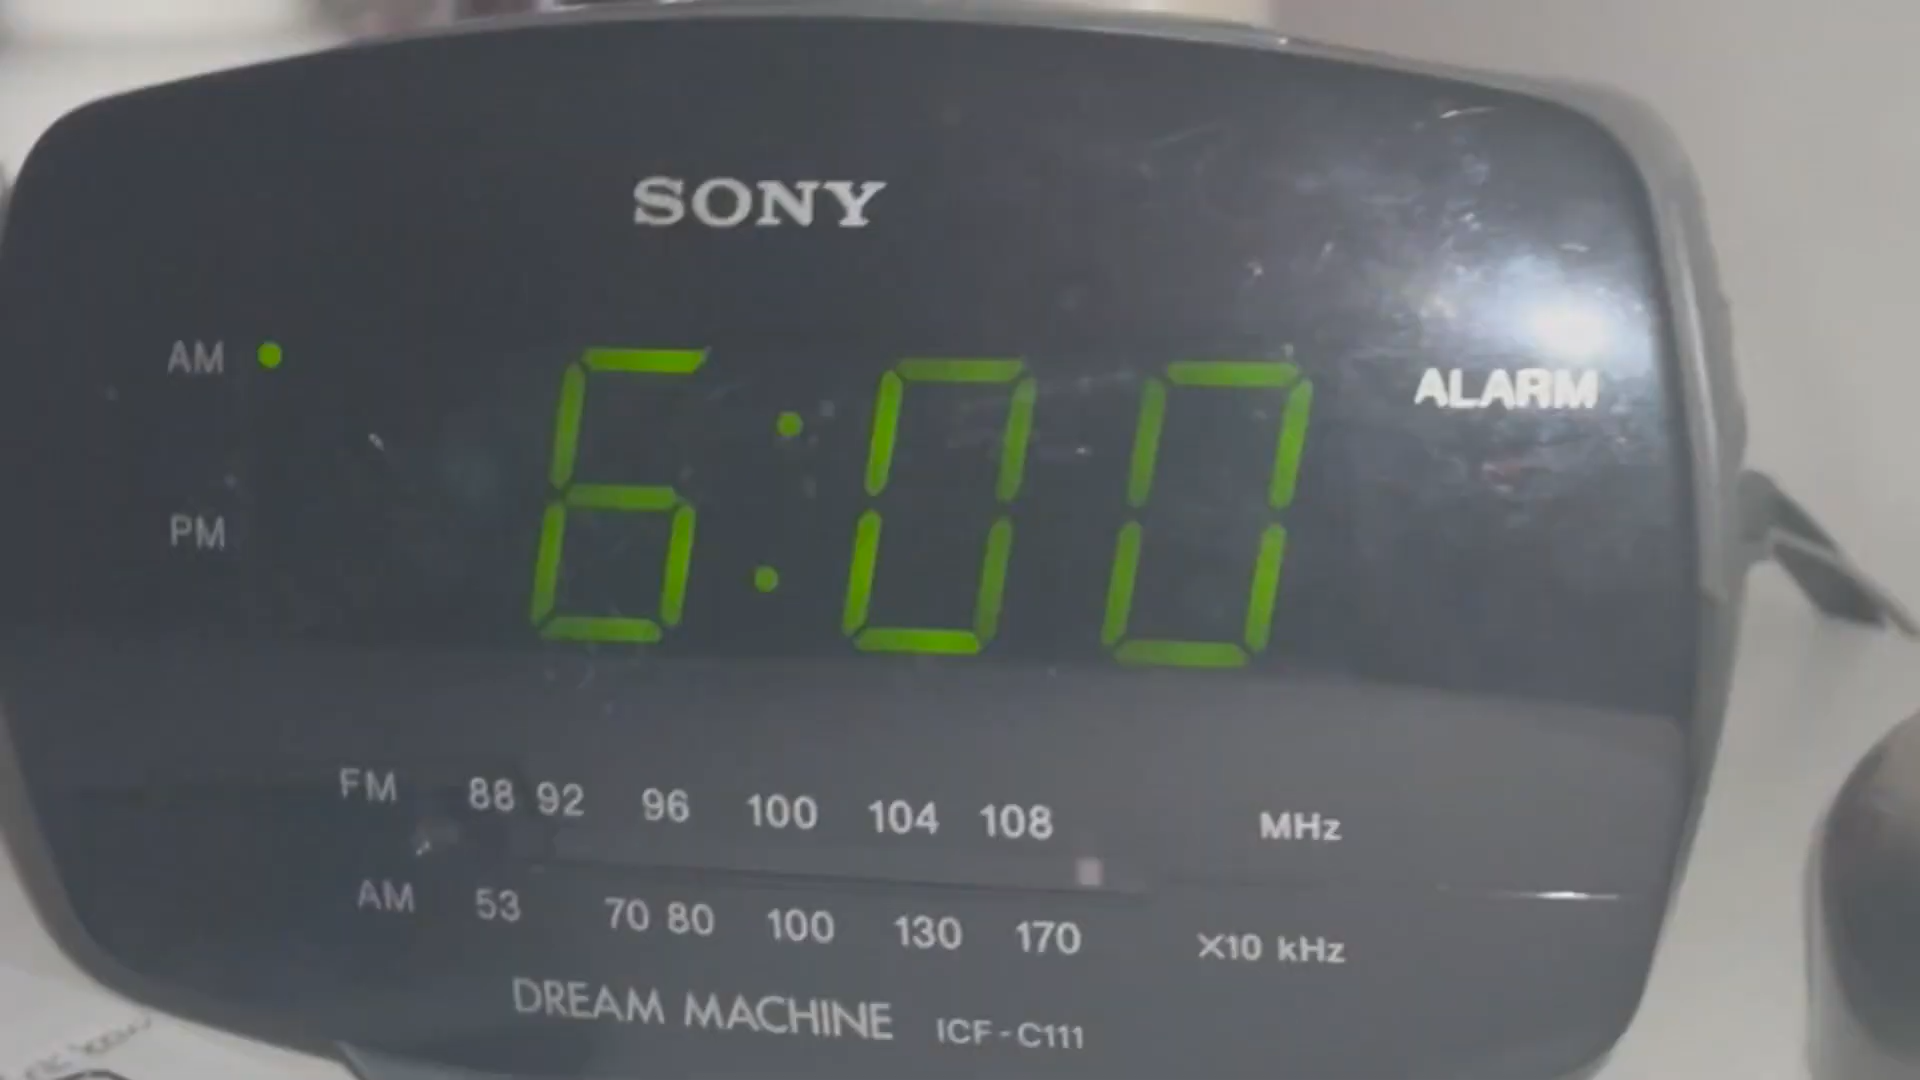 SONY
AM
6:00
ALARM
PM
FM 88 92 96 100 104 108 MHz
AM 53 70 80 100 130 170 X10 kHz
DREAM MACHINE ICF-C111